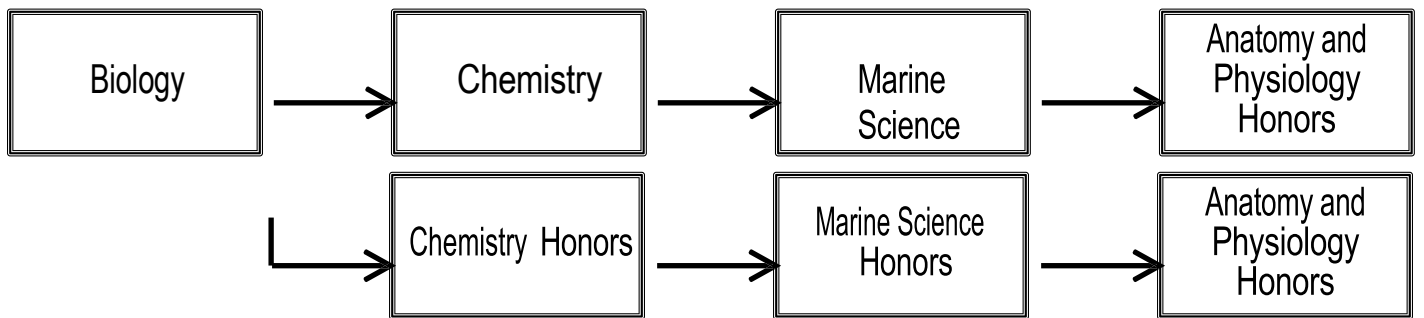 Biology
Chemistry
Marine
Science
Anatomy and
Physiology
Honors
Chemistry Honors
Marine Science
Honors
Anatomy and
Physiology
Honors